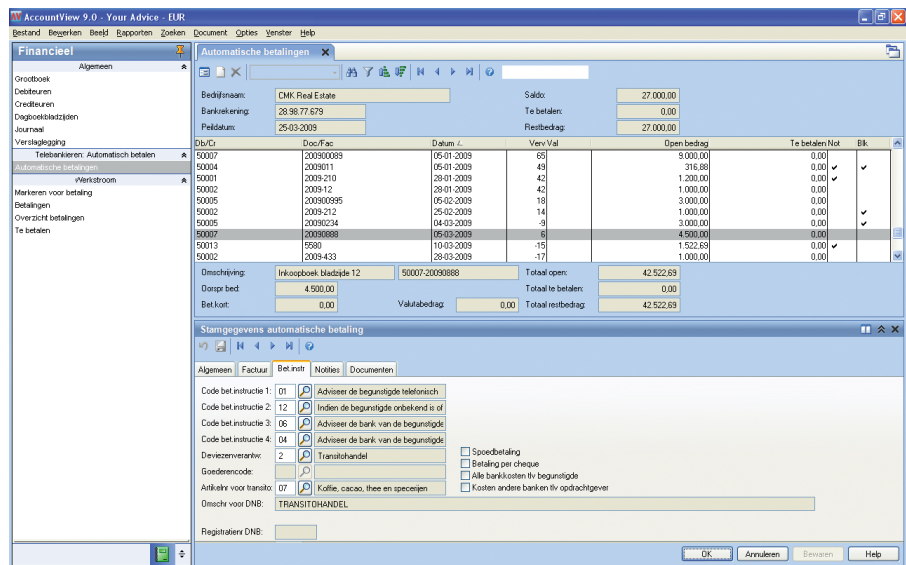 AccountView 9.0 - Your Advice - EUR
Bestand Bewerken Beeld Rapporten Zoeken Document Opties Venster Help
Financieel
Algemeen
Grootboek
Debiteuren
Crediteuren
Dagboekbladzijden
Journaal
Verslaglegging
Telebankieren: Automatisch betalen
Automatische betalingen
Werkstroom
Markeren voor betaling
Betalingen
Overzicht betalingen
Te betalen
Automatische betalingen
Bedrijfsnaam: CMK Real Estate Saldo: 27.000,00
Bankrekening: 28.98.77.679 Te betalen: 0,00
Peildatum: 25-03-2009 Restbedrag: 27.000,00
Db/Cr Doc/Fac Datum Verv Val Open bedrag Te betalen Not Blk
50007 200900089 05-01-2009 65 9.000,00 0,00
50004 2009011 05-01-2009 49 316,88 0,00
50001 2009-210 28-01-2009 42 1.200,00 0,00
50002 2009-12 28-01-2009 42 1.000,00 0,00
50005 200900995 05-02-2009 18 3.000,00 0,00
50002 2009-212 25-02-2009 14 1.000,00 0,00
50005 20090234 04-03-2009 -9 3.000,00 0,00
50007 20090888 05-03-2009 6 4.500,00 0,00
50013 5580 10-03-2009 -15 1.522,69 0,00
50002 2009-433 28-03-2009 -17 1.000,00 0,00
Omschrijving: Inkoopboek bladzijde 12 50007-20090888 Totaal open: 42.522,69
Oorspr bed: 4.500,00 Totaal te betalen: 0,00
Bet.kort: 0,00 Valutabedrag: 0,00 Totaal restbedrag: 42.522,69
Stamgegevens automatische betaling
Algemeen Factuur Bet.instr Notities Documenten
Code bet.instructie 1: 01 Adviseer de begunstigde telefonisch
Code bet.instructie 2: 12 Indien de begunstigde onbekend is of
Code bet.instructie 3: 06 Adviseer de bank van de begunstigde
Code bet.instructie 4: 04 Adviseer de bank van de begunstigde
Deviezenverantw: 2 Transitohandel
Spoedbetaling
Goederencode:
Betaling per cheque
Alle bankkosten tlv begunstigde
Artikelnr voor transito: 07 Koffie, cacao, thee en specerijen
Kosten andere banken tlv opdrachtgever
Omschr voor DNB: TRANSITOHANDEL
Registratienr DNB:
OK Annuleren Bewaren Help